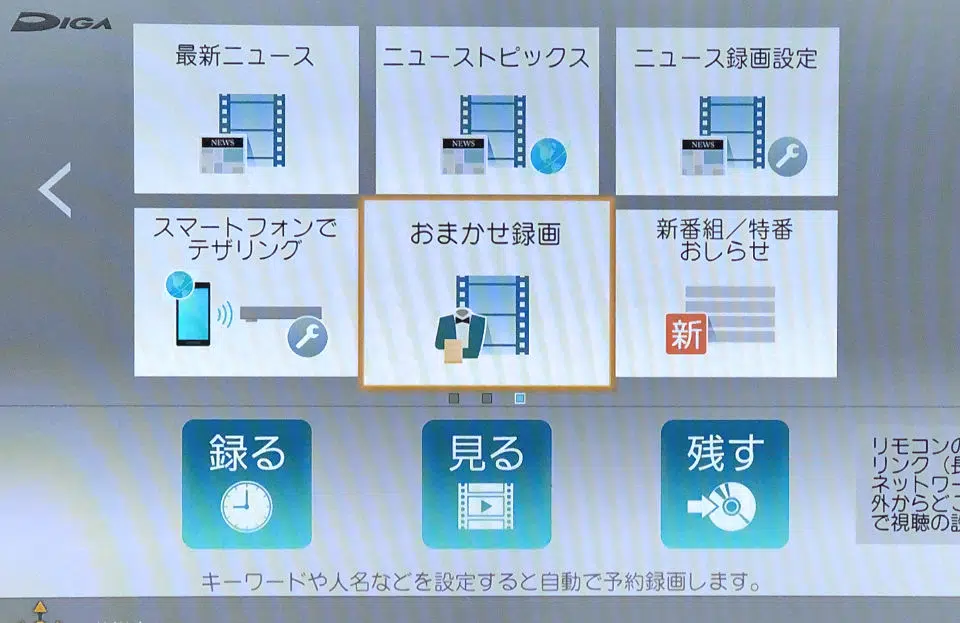 DIGA
最新ニュース
ニューストピックス
ニュース録画設定
NEWS
NEWS
NEWS
スマートフォンで
テザリング
おまかせ録画
新番組／特番
おしらせ
新
録る
見る
残す
リモコンの
リンク（長
ネットワー
外からどこ
で視聴の設
キーワードや人名などを設定すると自動で予約録画します。